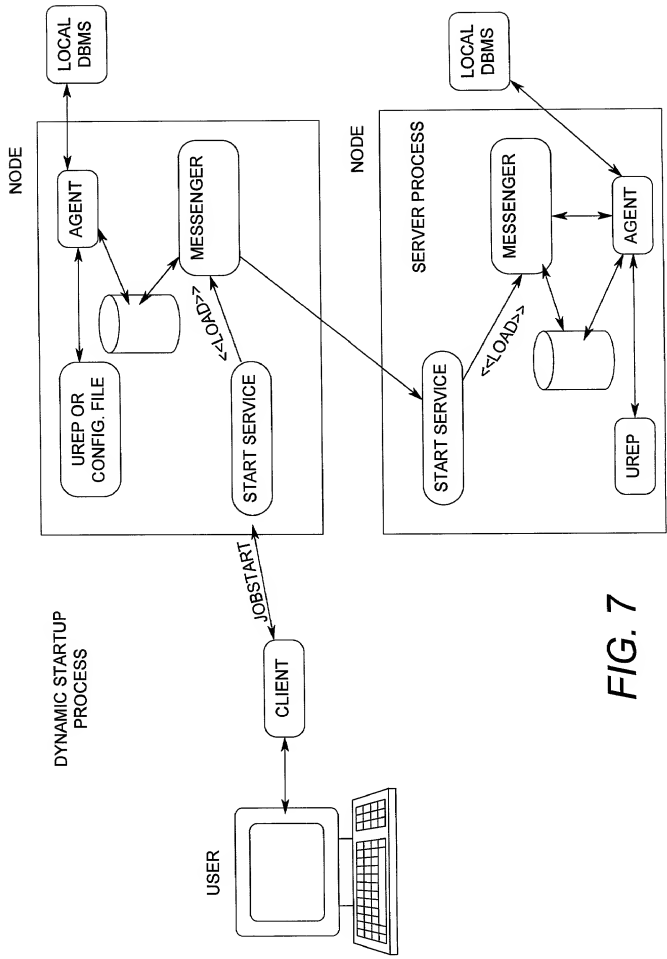 DYNAMIC STARTUP
PROCESS
USER
CLIENT
JOBSTART
NODE
UREP OR
CONFIG. FILE
AGENT
LOCAL
DBMS
START SERVICE
<<LOAD>>
MESSENGER
NODE
SERVER PROCESS
START SERVICE
<<LOAD>>
MESSENGER
UREP
AGENT
LOCAL
DBMS
FIG. 7